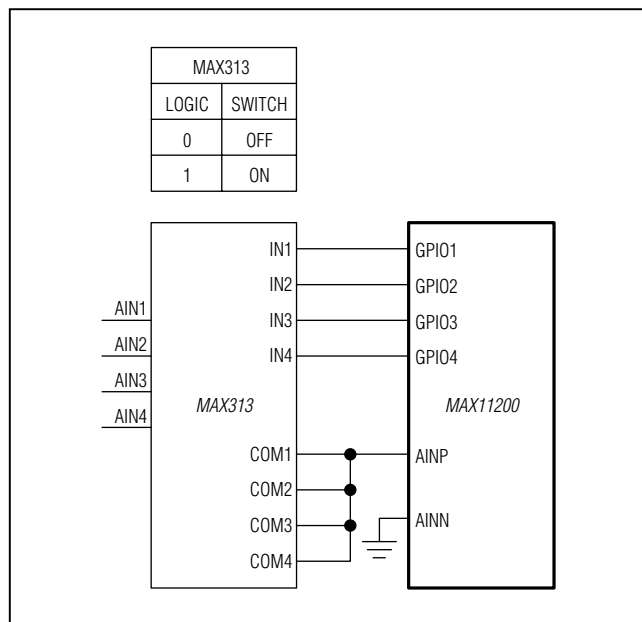 MAX313
LOGIC SWITCH
0 OFF
1 ON
IN1 GPIO1
IN2 GPIO2
AIN1
IN3 GPIO3
AIN2
IN4 GPIO4
AIN3
MAX313 MAX11200
AIN4
COM1 AINP
COM2
COM3 AINN
COM4